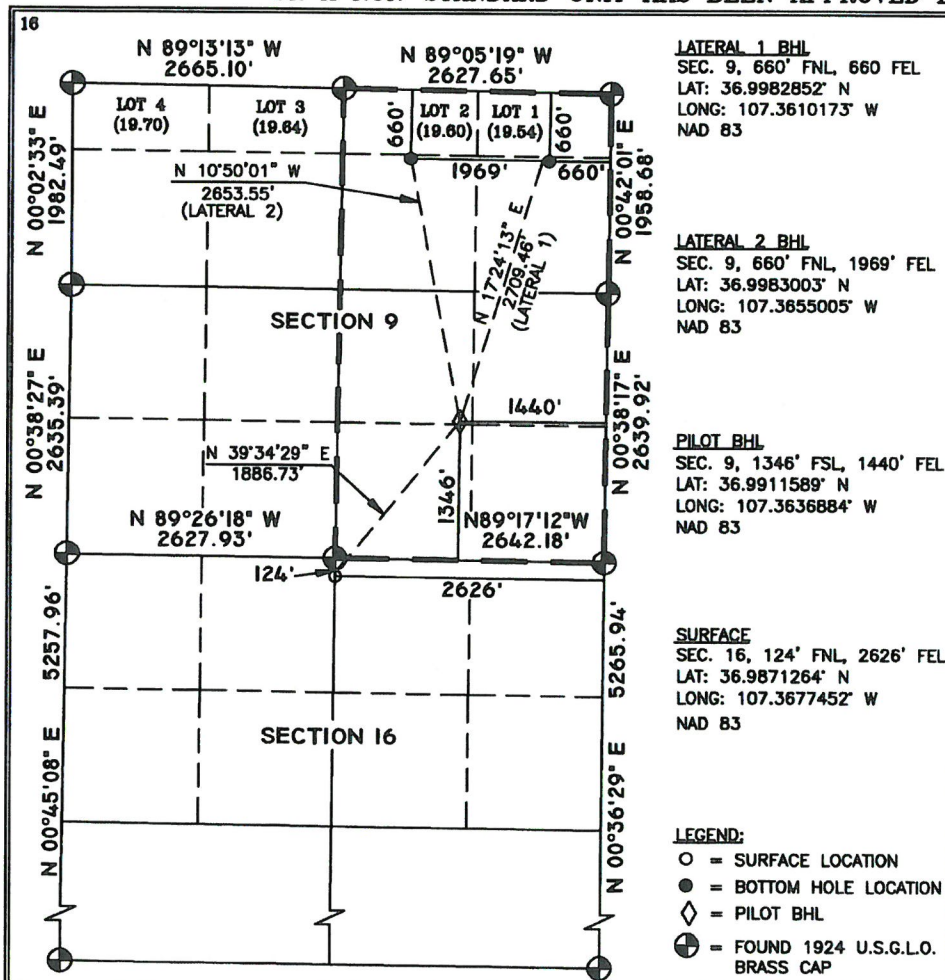 STANDARD UNIT HAS BEEN APPROVED
16
N 89°13'13" W
2665.10'
N 89°05'19" W
2627.65'
LOT 4
(19.70)
LOT 3
(19.64)
LOT 2
(19.60)
LOT 1
(19.54)
660'
660'
1969'
660'
N 00°02'33" E
1982.49'
N 00°42'01" E
1958.68'
N 10°50'01" W
2653.55'
(LATERAL 2)
N 17°24'13" E
2709.46'
(LATERAL 1)
SECTION 9
N 00°38'27" E
2635.39'
N 00°38'17" E
2639.92'
1440'
1346'
N 39°34'29" E
1886.73'
N 89°26'18" W
2627.93'
N89°17'12"W
2642.18'
124'
2626'
5257.96'
5265.94'
SECTION 16
N 00°45'08" E
N 00°36'29" E
LATERAL 1 BHL
SEC. 9, 660' FNL, 660 FEL
LAT: 36.9982852° N
LONG: 107.3610173° W
NAD 83
LATERAL 2 BHL
SEC. 9, 660' FNL, 1969' FEL
LAT: 36.9983003° N
LONG: 107.3655005° W
NAD 83
PILOT BHL
SEC. 9, 1346' FSL, 1440' FEL
LAT: 36.9911589° N
LONG: 107.3636884° W
NAD 83
SURFACE
SEC. 16, 124' FNL, 2626' FEL
LAT: 36.9871264° N
LONG: 107.3677452° W
NAD 83
LEGEND:
= SURFACE LOCATION
= BOTTOM HOLE LOCATION
= PILOT BHL
= FOUND 1924 U.S.G.L.O.
BRASS CAP